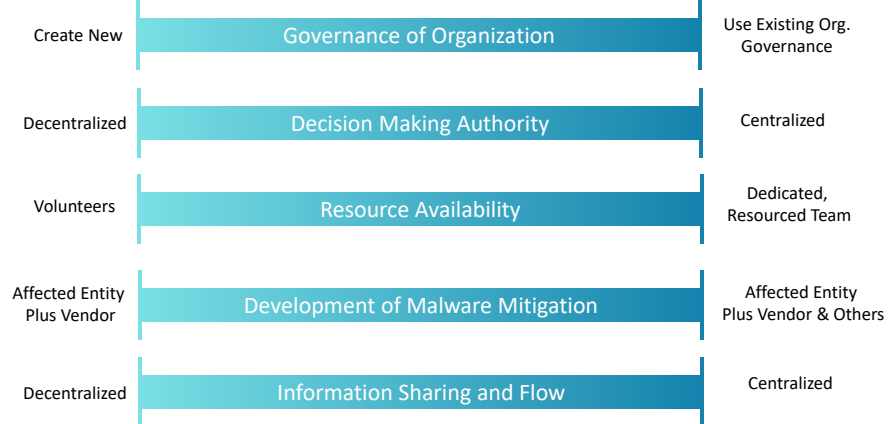 Create New
Governance of Organization
Use Existing Org.
Governance
Decentralized
Decision Making Authority
Centralized
Volunteers
Resource Availability
Dedicated,
Resourced Team
Affected Entity
Plus Vendor
Development of Malware Mitigation
Affected Entity
Plus Vendor & Others
Decentralized
Information Sharing and Flow
Centralized